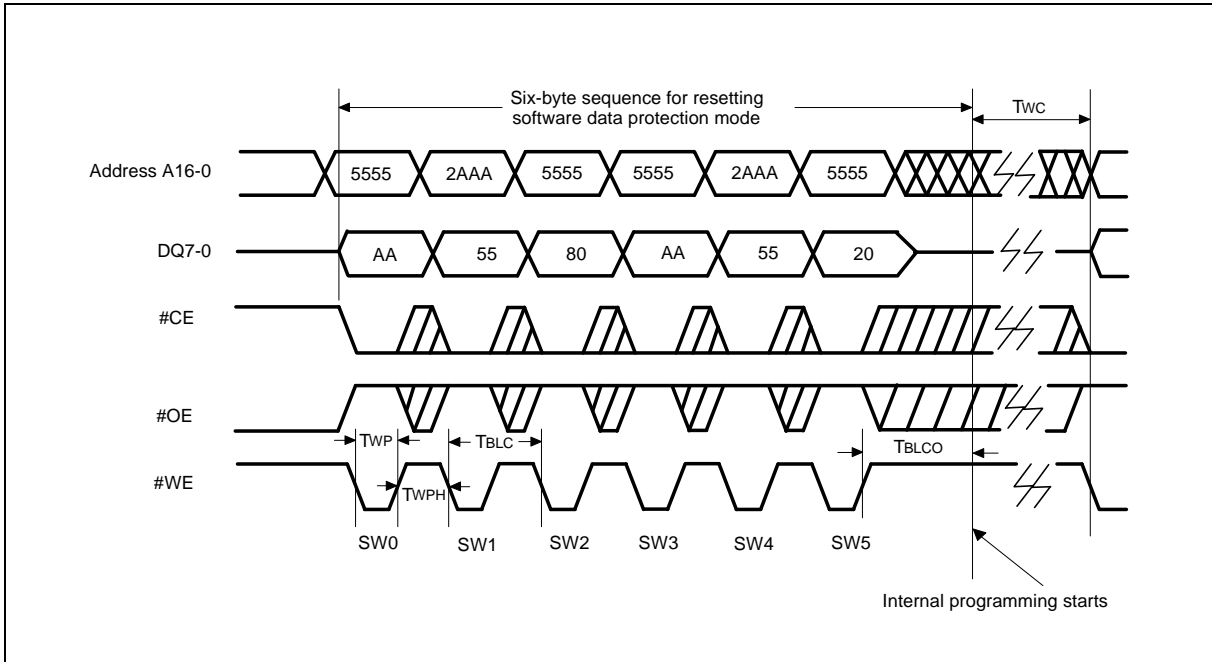 Six-byte sequence for resetting
software data protection mode
TWC
Address A16-0
5555 2AAA 5555 5555 2AAA 5555
DQ7-0
AA 55 80 AA 55 20
#CE
#OE
TWP
TBLC
TBLCO
#WE
TWPH
SW0 SW1 SW2 SW3 SW4 SW5
Internal programming starts